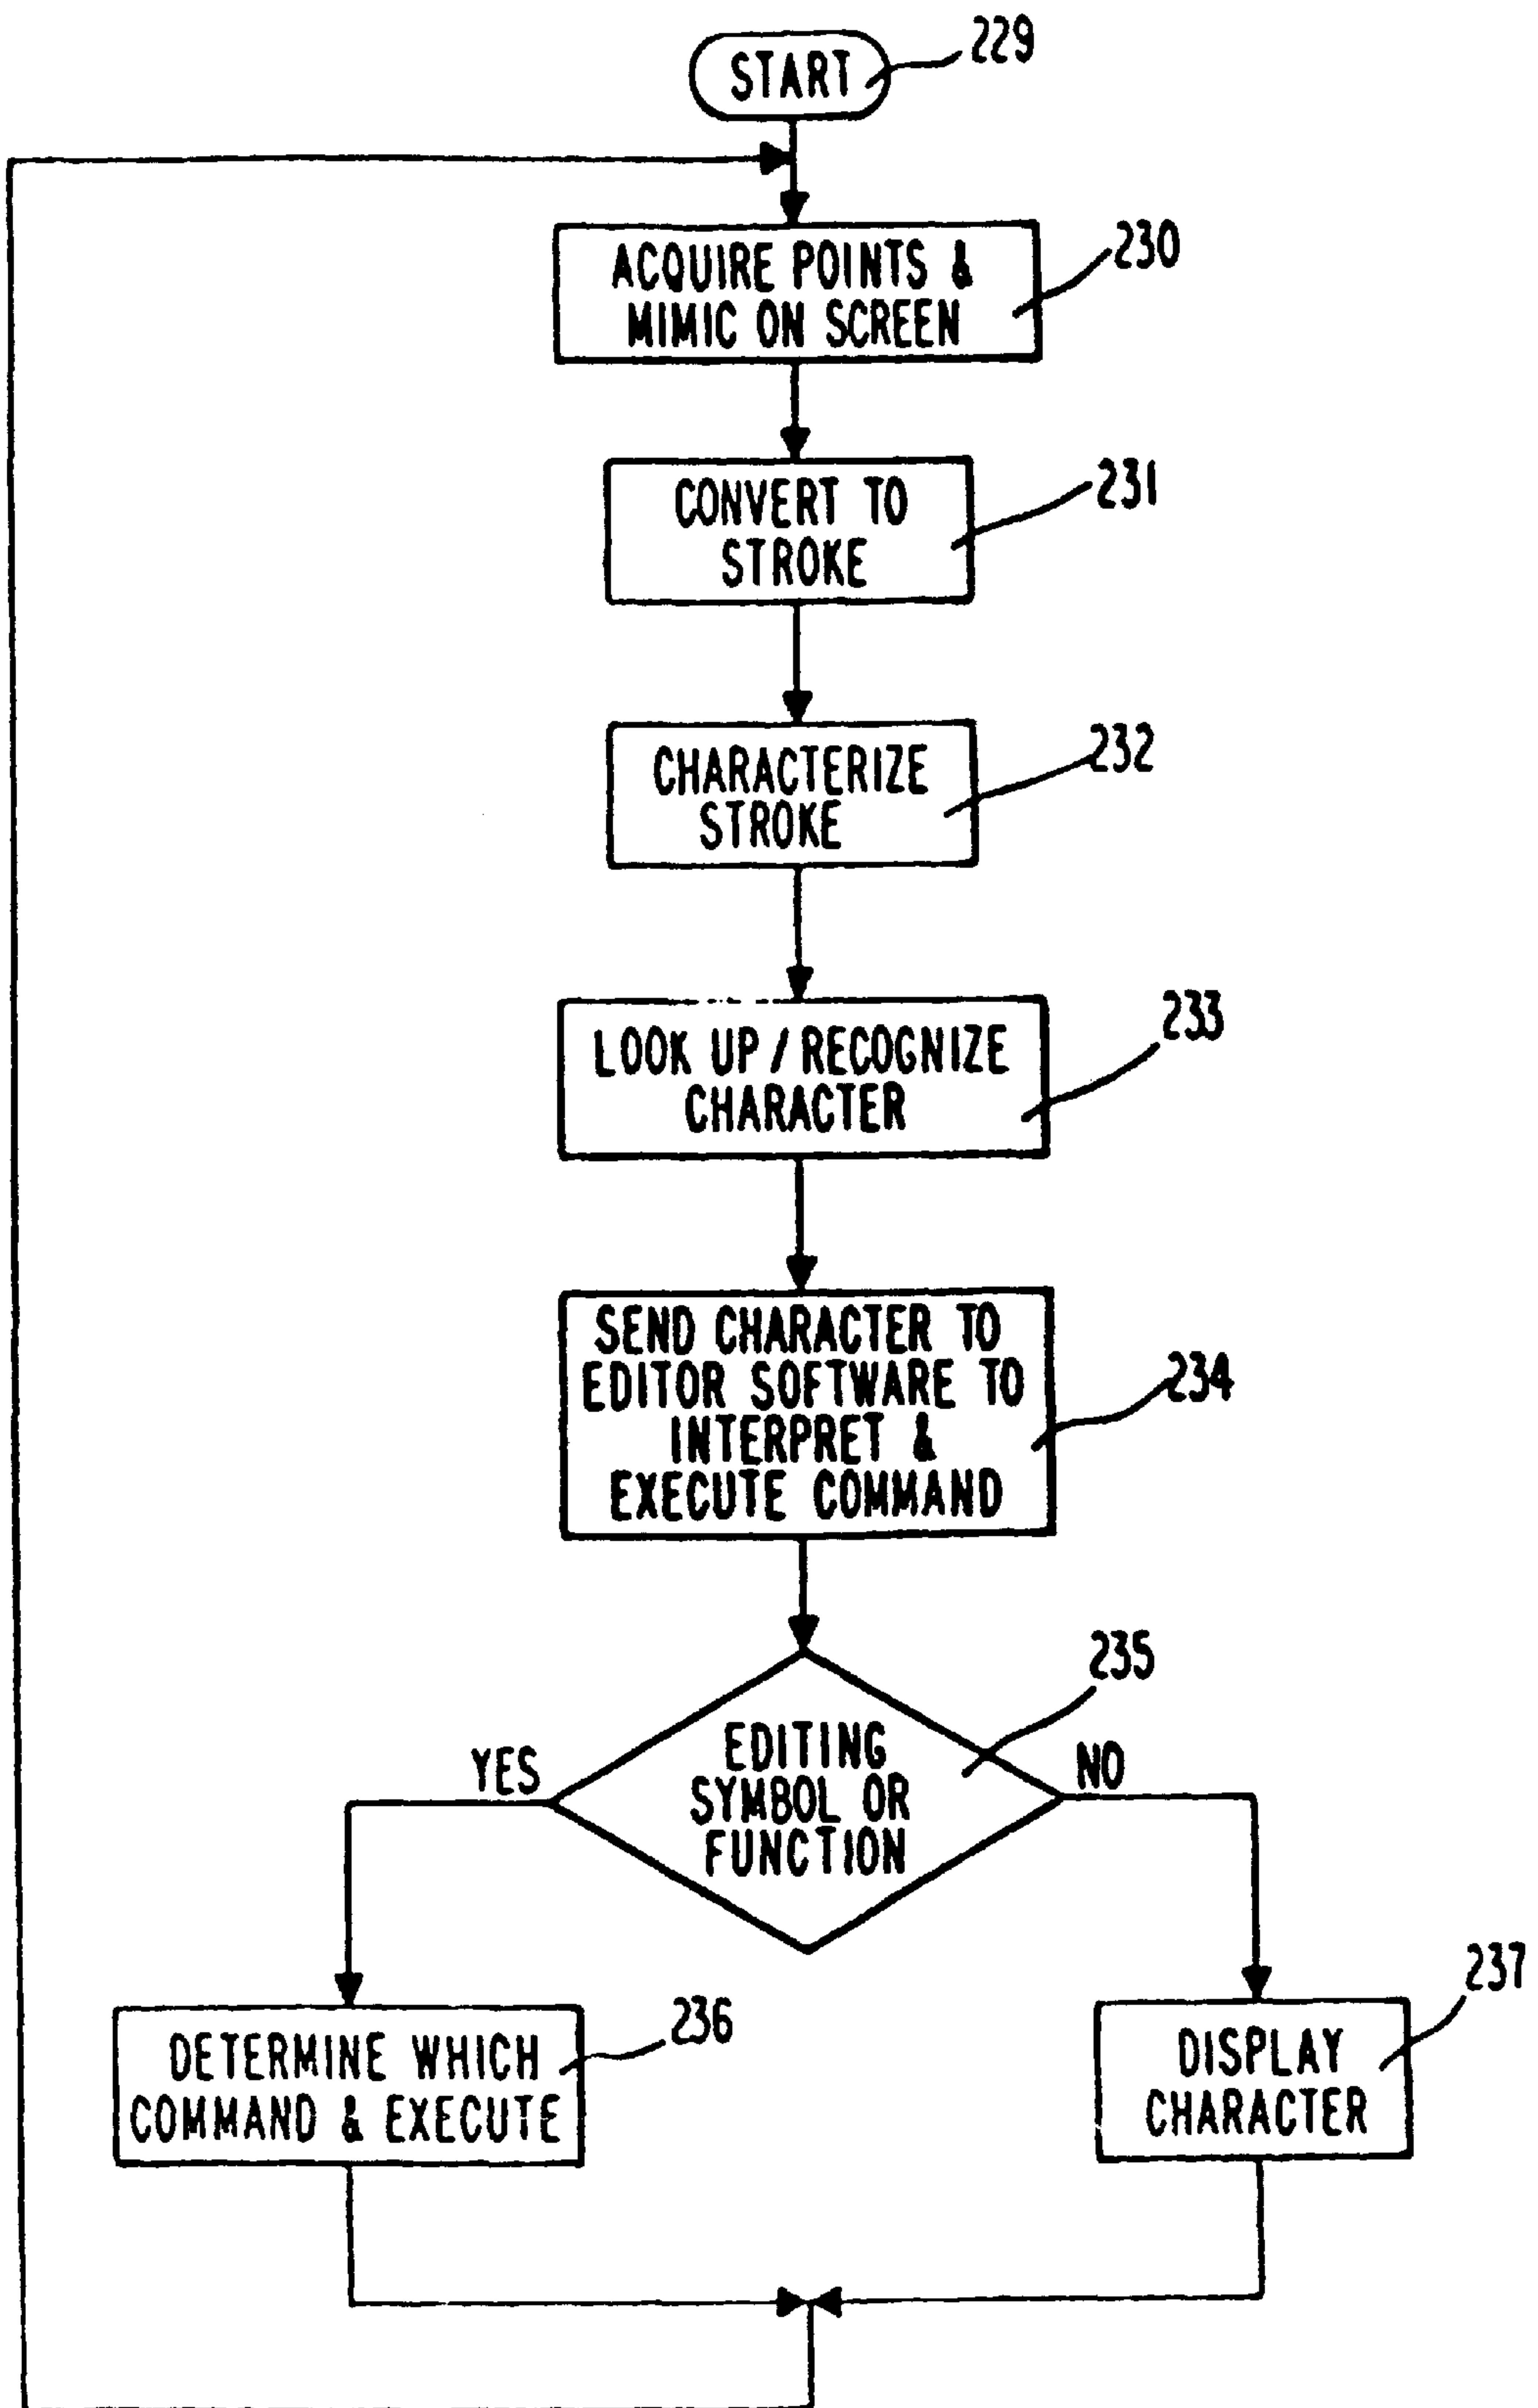 START
229
ACQUIRE POINTS &
MIMIC ON SCREEN
230
CONVERT TO
STROKE
231
CHARACTERIZE
STROKE
232
LOOK UP / RECOGNIZE
CHARACTER
233
SEND CHARACTER TO
EDITOR SOFTWARE TO
INTERPRET &
EXECUTE COMMAND
234
EDITING
SYMBOL OR
FUNCTION
235
YES
NO
DETERMINE WHICH
COMMAND & EXECUTE
236
DISPLAY
CHARACTER
237